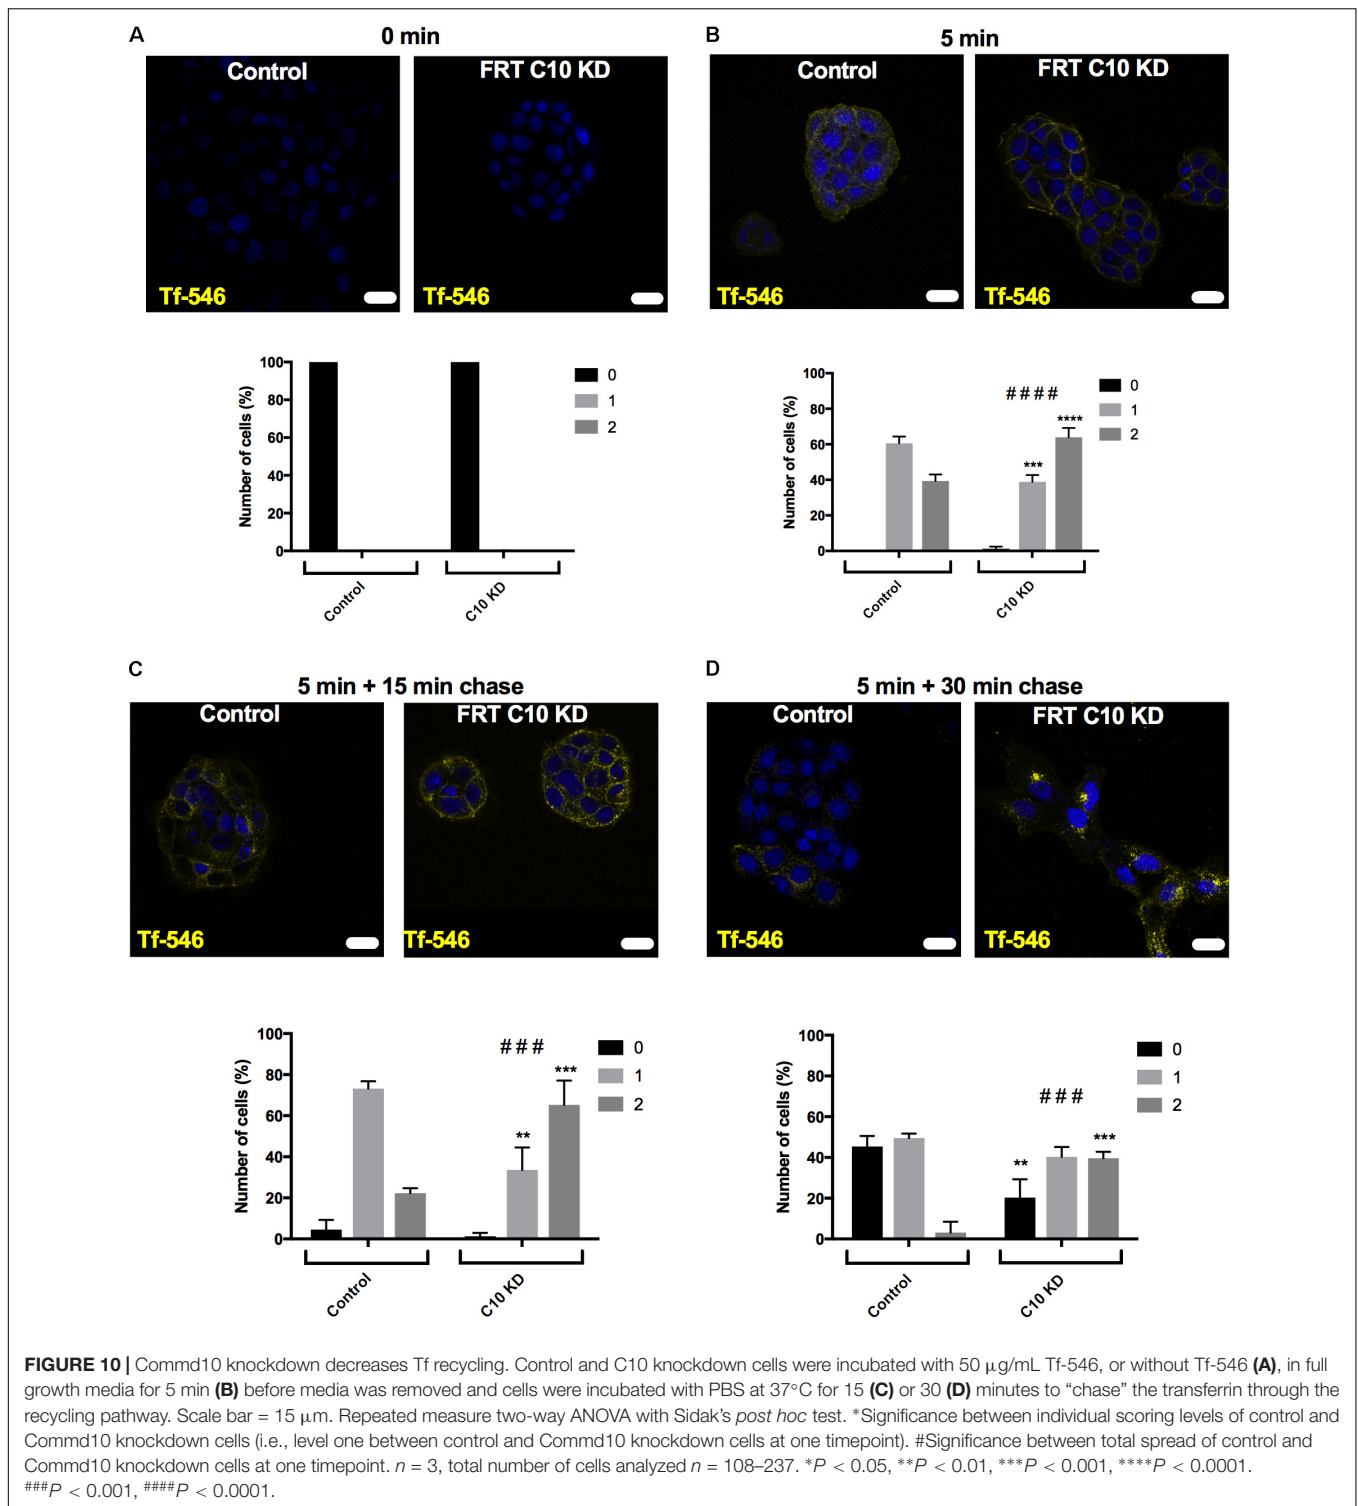 A
0 min
Control
FRT C10 KD
Tf-546
Tf-546
Number of cells (%)
100
80
60
40
20
0
0
1
2
Control
C10 KD
B
5 min
Control
FRT C10 KD
Tf-546
Tf-546
Number of cells (%)
100
80
60
40
20
0
####
***
****
0
1
2
Control
C10 KD
C
5 min + 15 min chase
Control
FRT C10 KD
Tf-546
Tf-546
Number of cells (%)
100
80
60
40
20
0
###
**
***
0
1
2
Control
C10 KD
D
5 min + 30 min chase
Control
FRT C10 KD
Tf-546
Tf-546
Number of cells (%)
100
80
60
40
20
0
###
**
***
0
1
2
Control
C10 KD
FIGURE 10 | Commd10 knockdown decreases Tf recycling. Control and C10 knockdown cells were incubated with 50 μg/mL Tf-546, or without Tf-546 (A), in full
growth media for 5 min (B) before media was removed and cells were incubated with PBS at 37°C for 15 (C) or 30 (D) minutes to “chase” the transferrin through the
recycling pathway. Scale bar = 15 μm. Repeated measure two-way ANOVA with Sidak’s post hoc test. *Significance between individual scoring levels of control and
Commd10 knockdown cells (i.e., level one between control and Commd10 knockdown cells at one timepoint). #Significance between total spread of control and
Commd10 knockdown cells at one timepoint. n = 3, total number of cells analyzed n = 108–237. *P < 0.05, **P < 0.01, ***P < 0.001, ****P < 0.0001.
###P < 0.001, ####P < 0.0001.